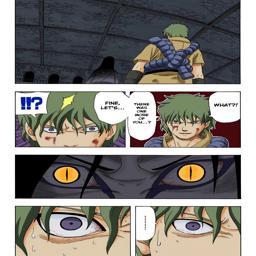 WHAT?!
THERE
WAS ONE
MORE OF
YOU...?
FINE,
LET'S...
!!?
........